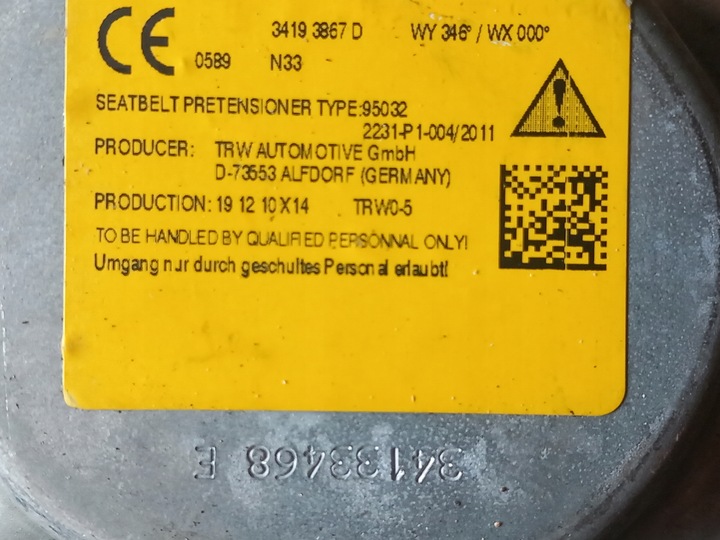 CE 3419 3867 D WY 346° / WX 000°
0589 N33
SEATBELT PRETENSIONER TYPE:95032
2231-P1-004/2011
PRODUCER: TRW AUTOMOTIVE GmbH
D-73553 ALFDORF (GERMANY)
PRODUCTION: 19 12 10 X14 TRW0-5
TO BE HANDLED BY QUALIFIED PERSONNAL ONLY!
Umgang nur durch geschultes Personal erlaubt!
34133468 E